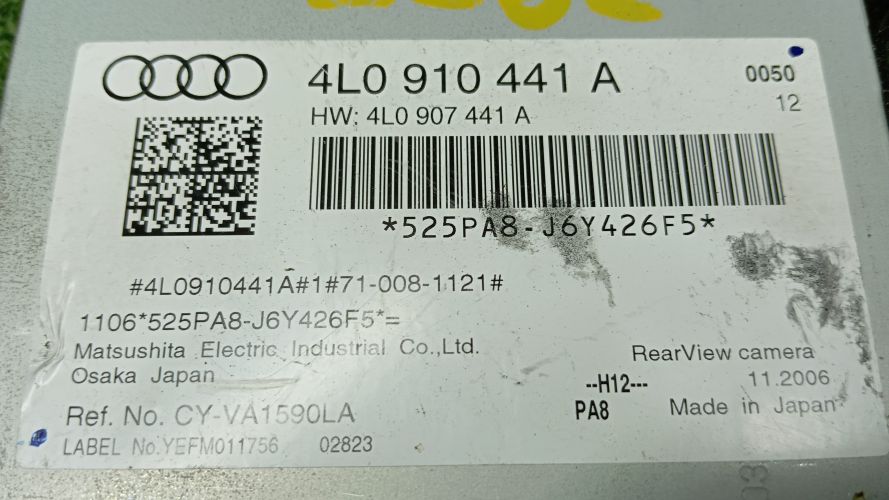 4L0 910 441 A
0050
HW: 4L0 907 441 A
12
*525PA8-J6Y426F5*
#4L0910441A#1#71-008-1121#
1106*525PA8-J6Y426F5*=
Matsushita Electric Industrial Co.,Ltd.
RearView camera
Osaka Japan
--H12---
11.2006
Ref. No. CY-VA1590LA
PA8
Made in Japan
LABEL No.YEFM011756
02823